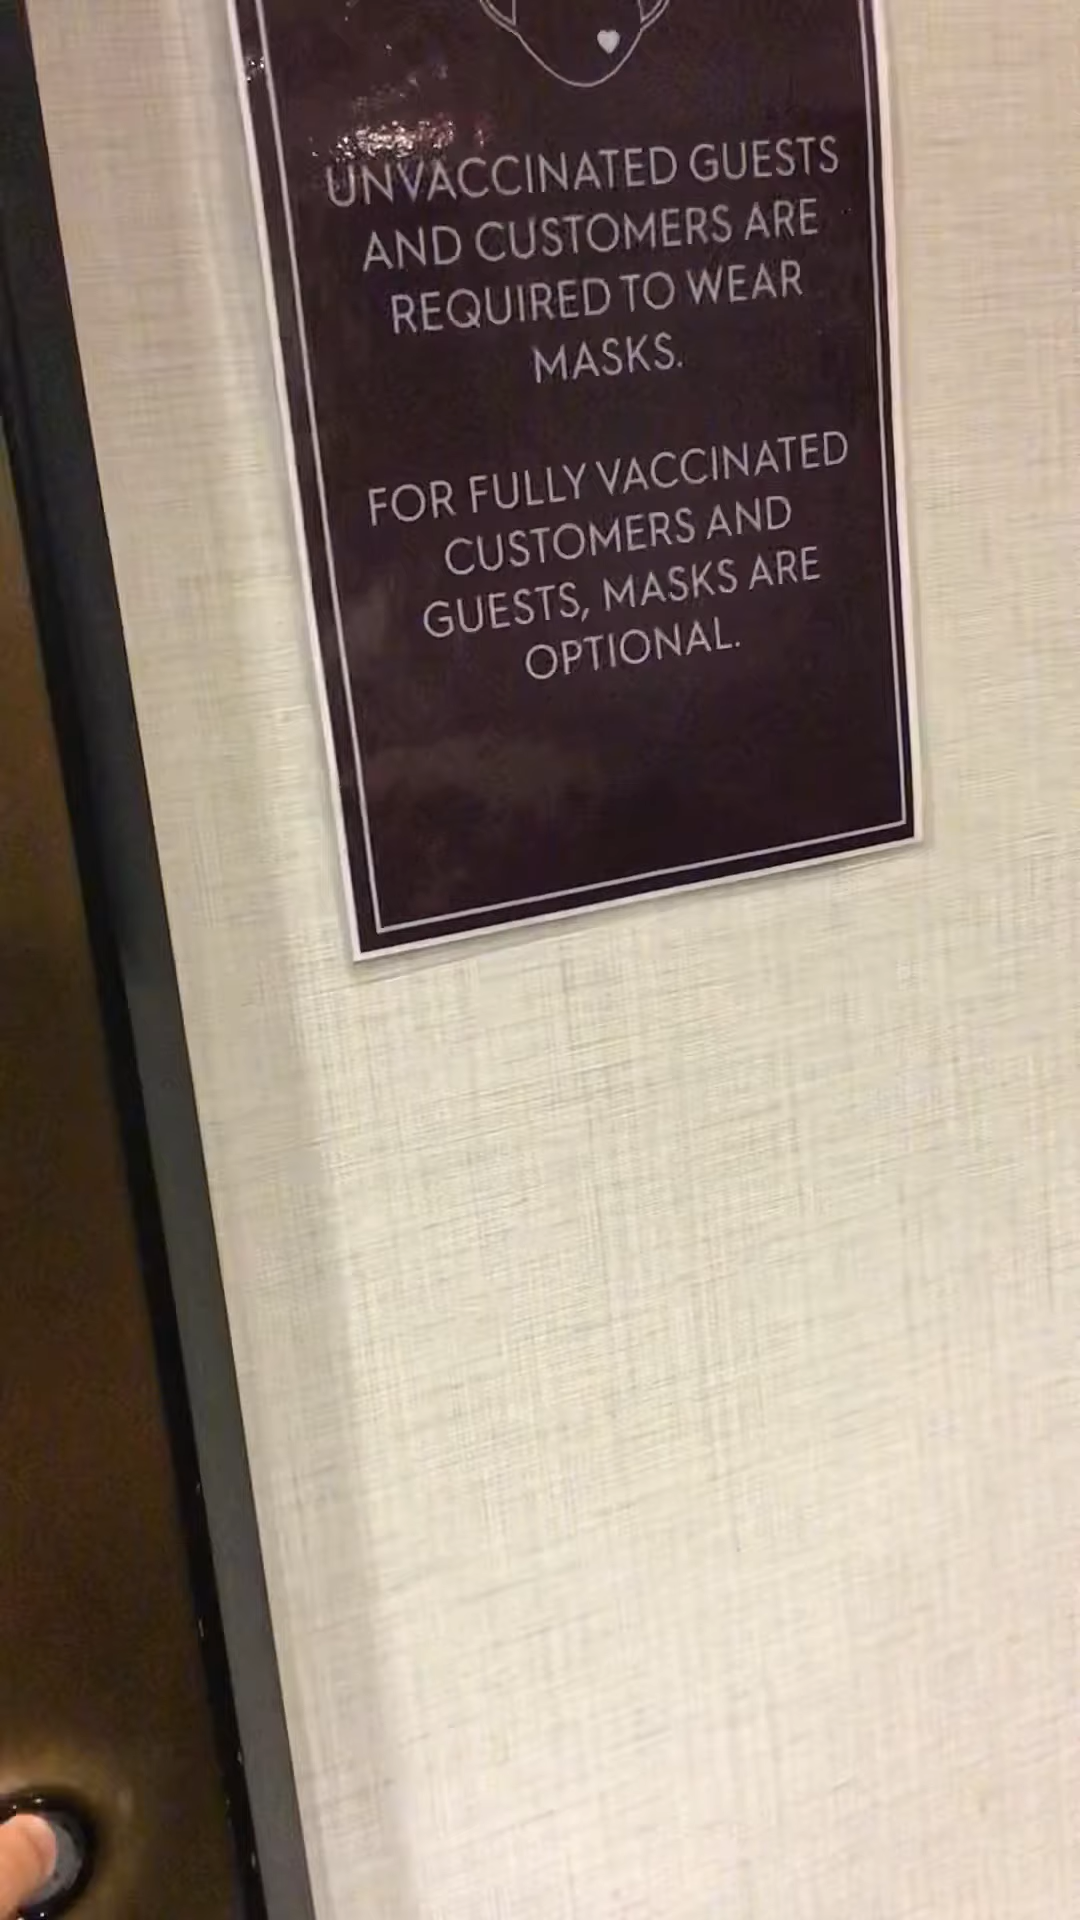 UNVACCINATED GUESTS
AND CUSTOMERS ARE
REQUIRED TO WEAR
MASKS.
FOR FULLY VACCINATED
CUSTOMERS AND
GUESTS, MASKS ARE
OPTIONAL.